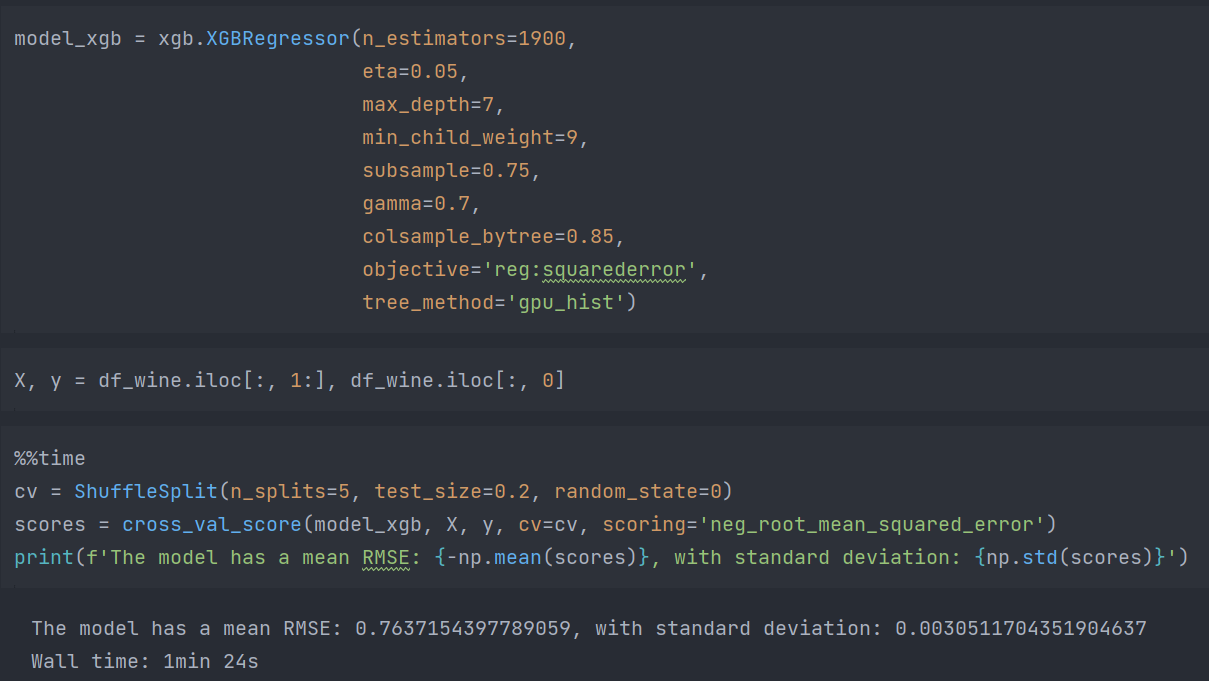 model_xgb = xgb.XGBRegressor(n_estimators=1900,
eta=0.05,
max_depth=7,
min_child_weight=9,
subsample=0.75,
gamma=0.7,
colsample_bytree=0.85,
objective='reg:squarederror',
tree_method='gpu_hist')
X, y = df_wine.iloc[:, 1:], df_wine.iloc[:, 0]
%%time
cv = ShuffleSplit(n_splits=5, test_size=0.2, random_state=0)
scores = cross_val_score(model_xgb, X, y, cv=cv, scoring='neg_root_mean_squared_error')
print(f'The model has a mean RMSE: {-np.mean(scores)}, with standard deviation: {np.std(scores)}')
The model has a mean RMSE: 0.7637154397789059, with standard deviation: 0.0030511704351904637
Wall time: 1min 24s